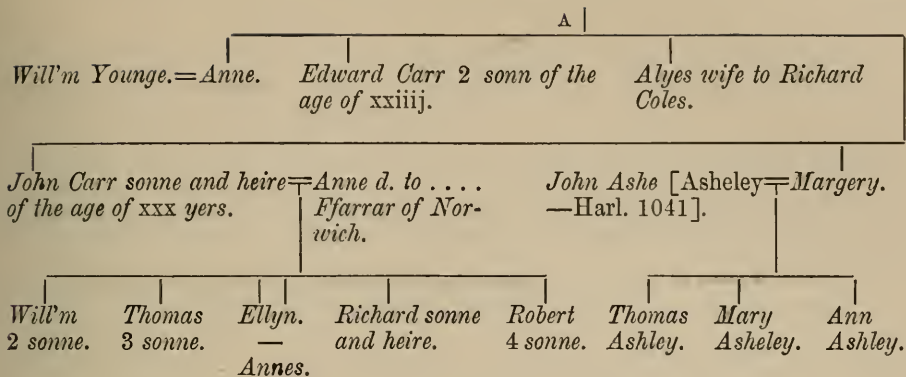 A
Will'm Younge.=Anne.
Edward Carr 2 sonn of the
age of xxiiij.
Alyes wife to Richard
Coles.
John Carr sonne and heire=Anne d. to ....
of the age of xxx yers.
Ffarrar of Nor-
wich.
John Ashe [Asheley=Margery.
—Harl. 1041].
Will'm
2 sonne.
Thomas
3 sonne.
Ellyn.
—
Annes.
Richard sonne
and heire.
Robert
4 sonne.
Thomas
Ashley.
Mary
Asheley.
Ann
Ashley.